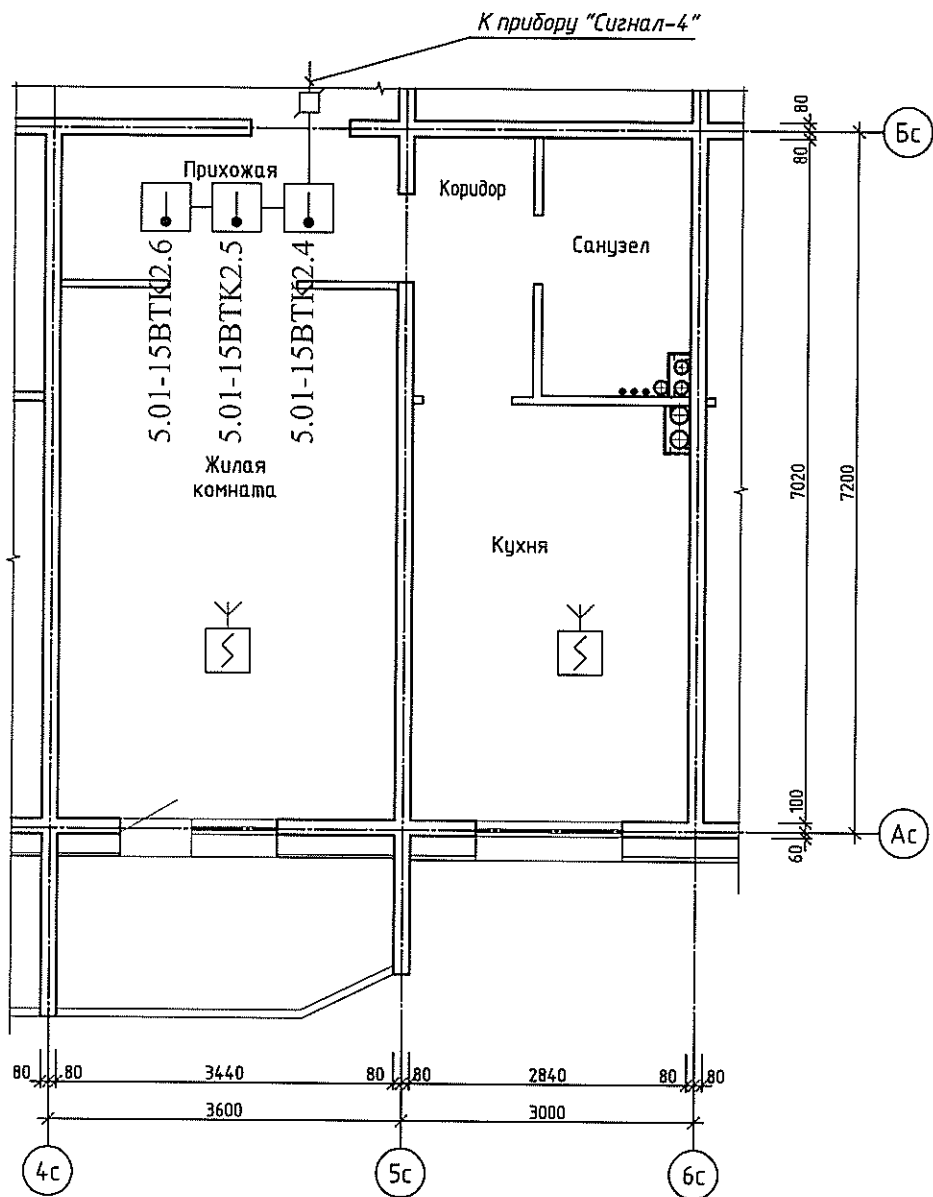 К прибору "Сигнал-4"
80
Бс
80
Прихожая
Коридор
Санузел
5.01-15ВТК2.6
5.01-15ВТК2.5
5.01-15ВТК2.4
Жилая
комната
7020
7200
Кухня
100
Ас
60
80
80
3440
80
80
2840
80
80
3600
3000
4с
5с
6с